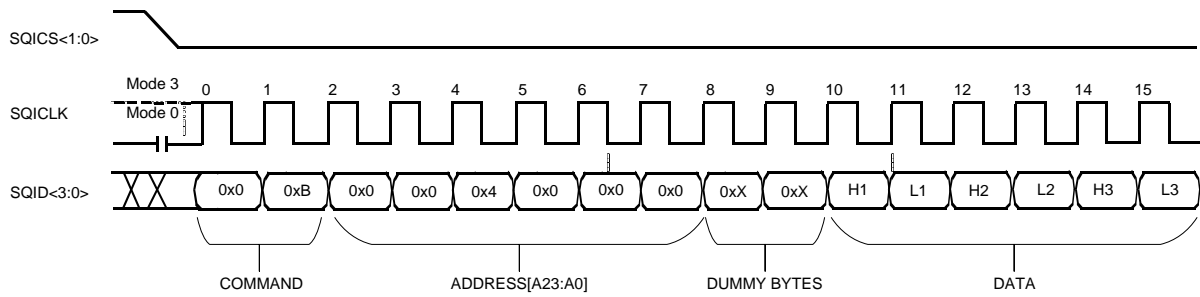 SQICS<1:0>
Mode 3
0 1 2 3 4 5 6 7 8 9 10 11 12 13 14 15
SQICLK
Mode 0
SQID<3:0>
0x0 0xB 0x0 0x0 0x4 0x0 0x0 0x0 0xX 0xX H1 L1 H2 L2 H3 L3
COMMAND ADDRESS[A23:A0] DUMMY BYTES DATA